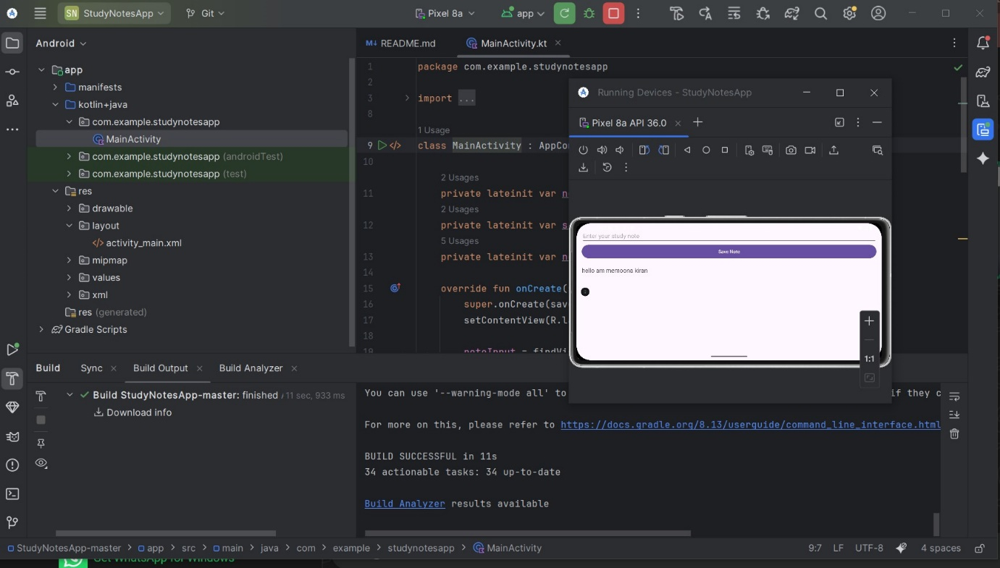 SN StudyNotesApp Git Pixel 8a app
Android
app
manifests
kotlin+java
com.example.studynotesapp
MainActivity
com.example.studynotesapp (androidTest)
com.example.studynotesapp (test)
res
drawable
layout
</> activity_main.xml
mipmap
values
xml
res (generated)
Gradle Scripts
M↓ README.md MainActivity.kt
1 package com.example.studynotesapp
2
3 import ...
8
1 Usage
9 class MainActivity : AppCo
10
2 Usages
11 private lateinit var n
2 Usages
12 private lateinit var s
5 Usages
13 private lateinit var n
14
15 override fun onCreate(
16 super.onCreate(sav
17 setContentView(R.l
18
19 noteInput = findVi
Running Devices - StudyNotesApp
Pixel 8a API 36.0
Enter your study note
Save Note
hello am memoona kiran
1:1
Build Sync Build Output Build Analyzer
Build StudyNotesApp-master: finished / 11 sec, 933 ms
Download info
You can use '--warning-mode all' to if they c
For more on this, please refer to https://docs.gradle.org/8.13/userguide/command_line_interface.html
BUILD SUCCESSFUL in 11s
34 actionable tasks: 34 up-to-date
Build Analyzer results available
StudyNotesApp-master > app > src > main > java > com > example > studynotesapp > MainActivity 9:7 LF UTF-8 4 spaces
Get WhatsApp for Windows